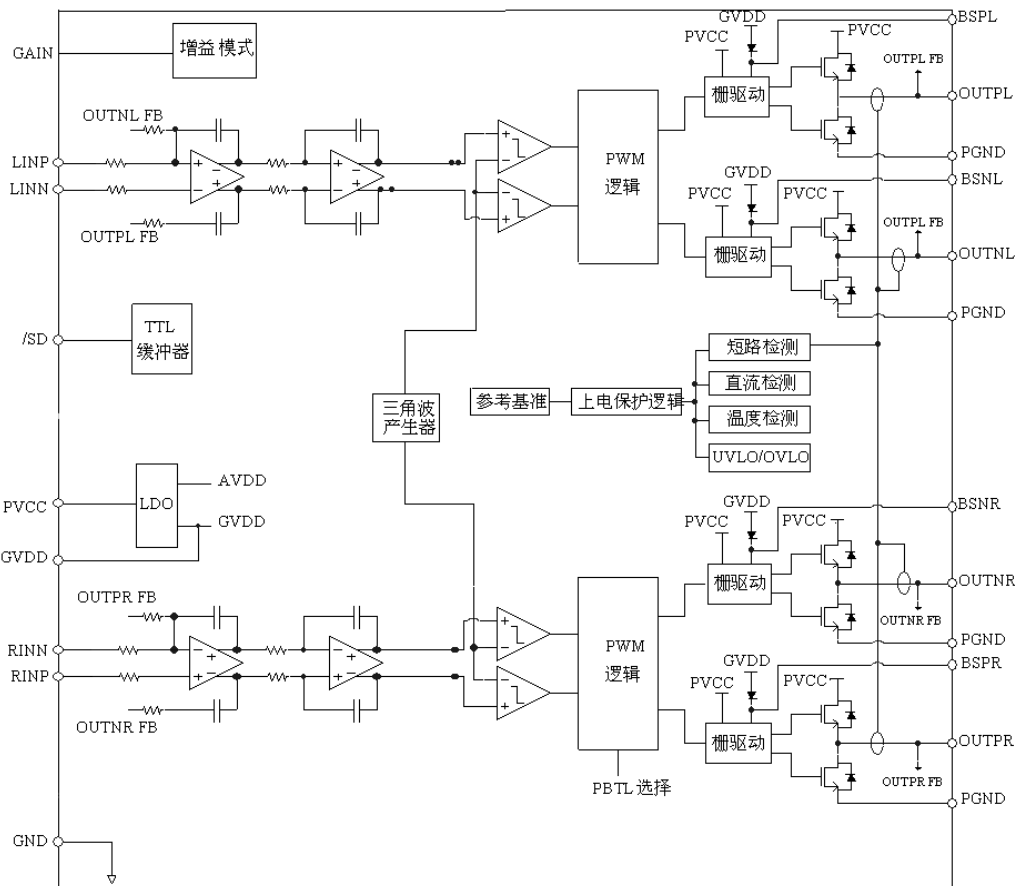 BSPL
GVDD
PVCC
PVCC
GAIN
增益模式
OUTPL FB
栅驱动
OUTPL
OUTNL FB
PWM
逻辑
LINP
PGND
LINN
BSNL
GVDD
PVCC
PVCC
OUTPL FB
OUTPL FB
栅驱动
OUTNL
PGND
/SD
TTL
缓冲器
短路检测
直流检测
参考基准
上电保护逻辑
三角波
产生器
温度检测
UVLO/OVLO
AVDD
PVCC
LDO
GVDD
GVDD
GVDD
BSNR
PVCC
PVCC
栅驱动
OUTNR
OUTPR FB
OUTNR FB
RINN
PWM
逻辑
PGND
RINP
BSPR
GVDD
PVCC
PVCC
OUTNR FB
栅驱动
OUTPR
OUTPR FB
PBTL 选择
PGND
GND
+
−
−
+
+
−
−
+
+
−
−
+
−
+
+
−
−
+
+
−
−
+